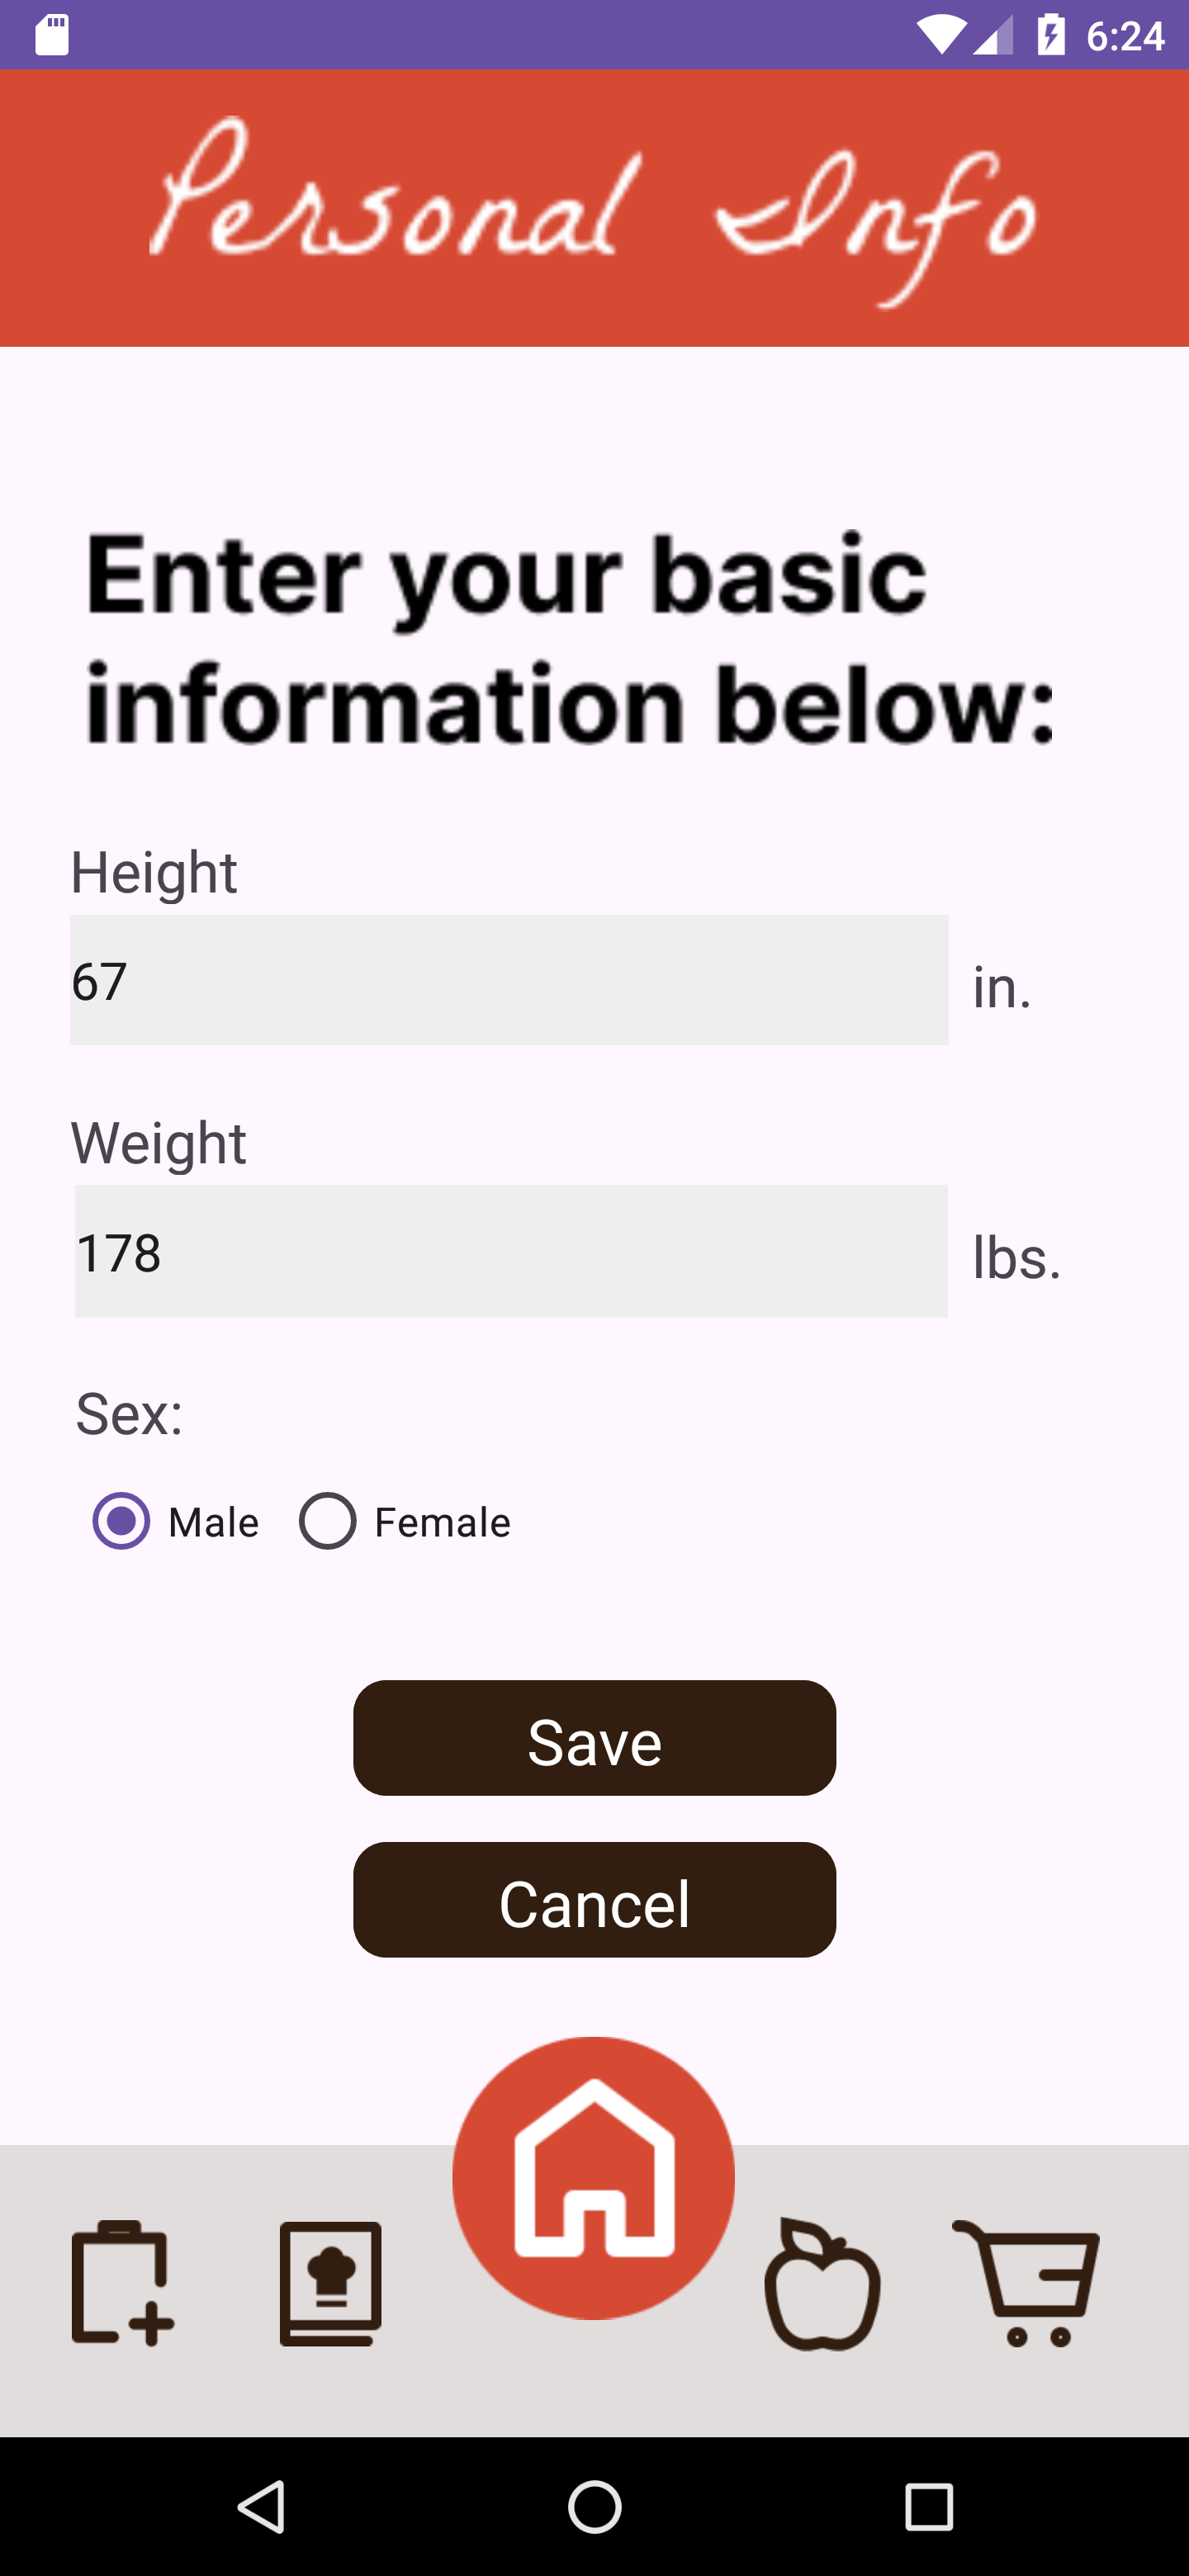 6:24
Personal Info
Enter your basic
information below:
Height
67 in.
Weight
178 lbs.
Sex:
Male Female
Save
Cancel